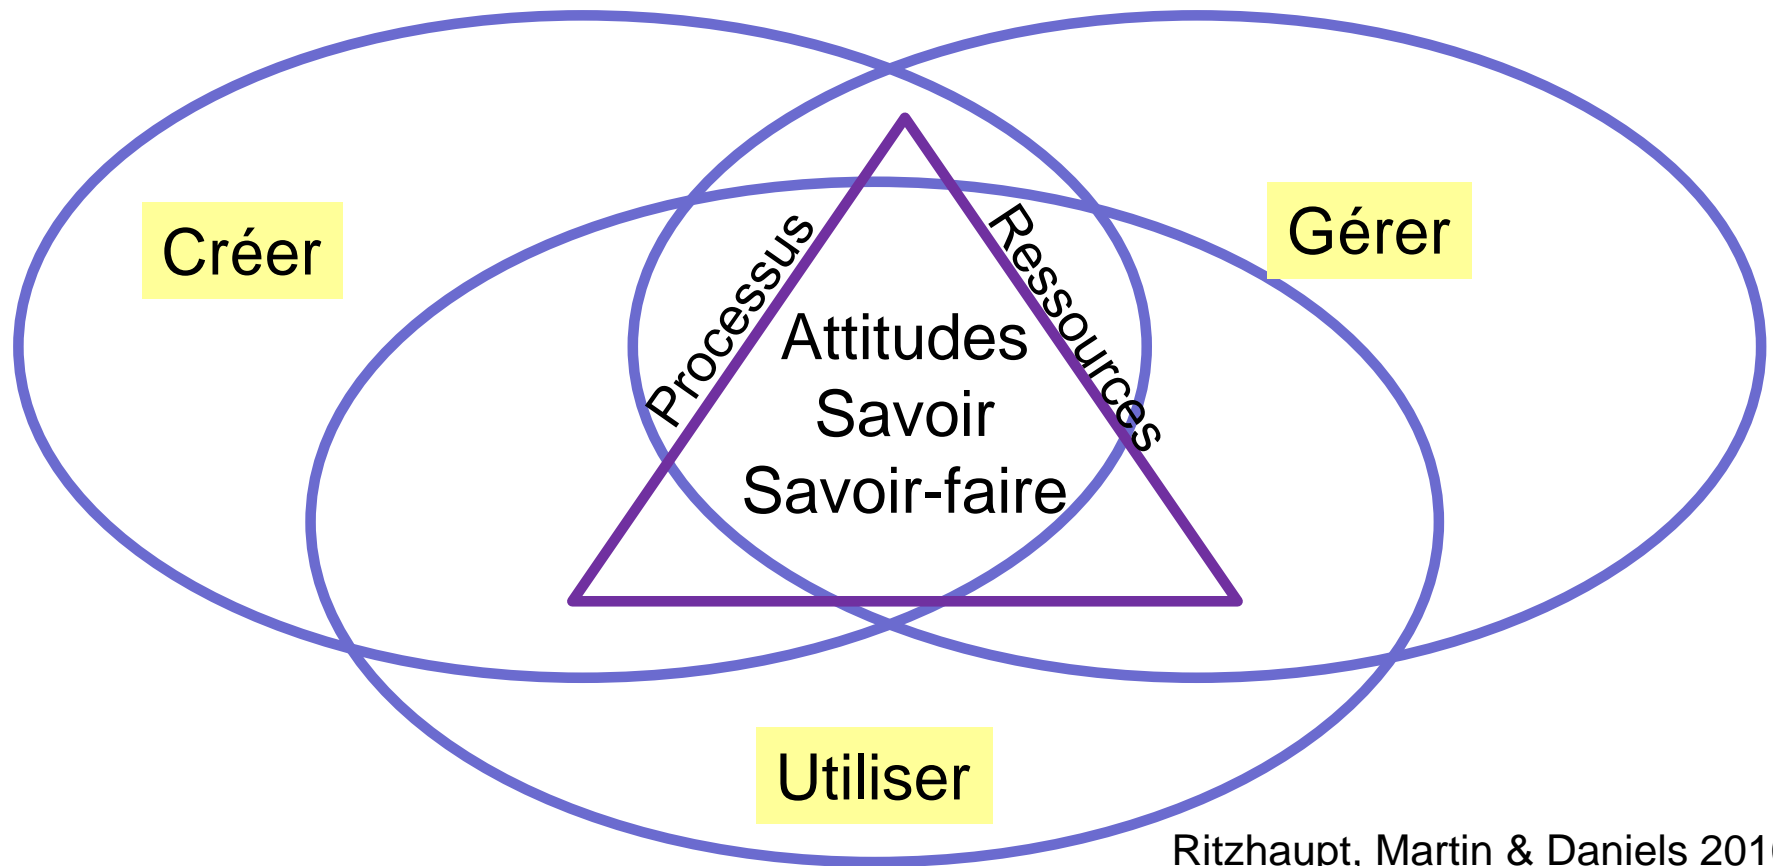 Créer
Gérer
Processus
Ressources
Attitudes
Savoir
Savoir-faire
Utiliser
Ritzhaupt, Martin & Daniels